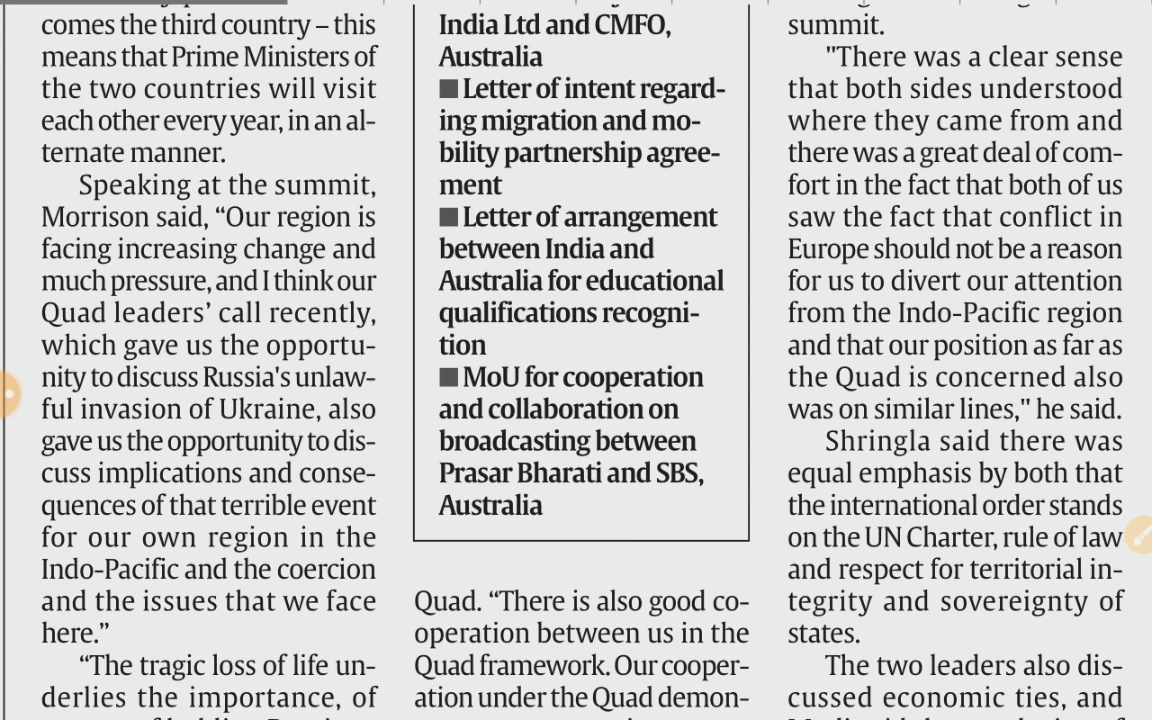 comes the third country – this
means that Prime Ministers of
the two countries will visit
each other every year, in an al-
ternate manner.
Speaking at the summit,
Morrison said, “Our region is
facing increasing change and
much pressure, and I think our
Quad leaders’ call recently,
which gave us the opportu-
nity to discuss Russia's unlaw-
ful invasion of Ukraine, also
gave us the opportunity to dis-
cuss implications and conse-
quences of that terrible event
for our own region in the
Indo-Pacific and the coercion
and the issues that we face
here.”
“The tragic loss of life un-
derlies the importance, of
India Ltd and CMFO,
Australia
■ Letter of intent regard-
ing migration and mo-
bility partnership agree-
ment
■ Letter of arrangement
between India and
Australia for educational
qualifications recogni-
tion
■ MoU for cooperation
and collaboration on
broadcasting between
Prasar Bharati and SBS,
Australia
Quad. “There is also good co-
operation between us in the
Quad framework. Our cooper-
ation under the Quad demon-
summit.
"There was a clear sense
that both sides understood
where they came from and
there was a great deal of com-
fort in the fact that both of us
saw the fact that conflict in
Europe should not be a reason
for us to divert our attention
from the Indo-Pacific region
and that our position as far as
the Quad is concerned also
was on similar lines," he said.
Shringla said there was
equal emphasis by both that
the international order stands
on the UN Charter, rule of law
and respect for territorial in-
tegrity and sovereignty of
states.
The two leaders also dis-
cussed economic ties, and